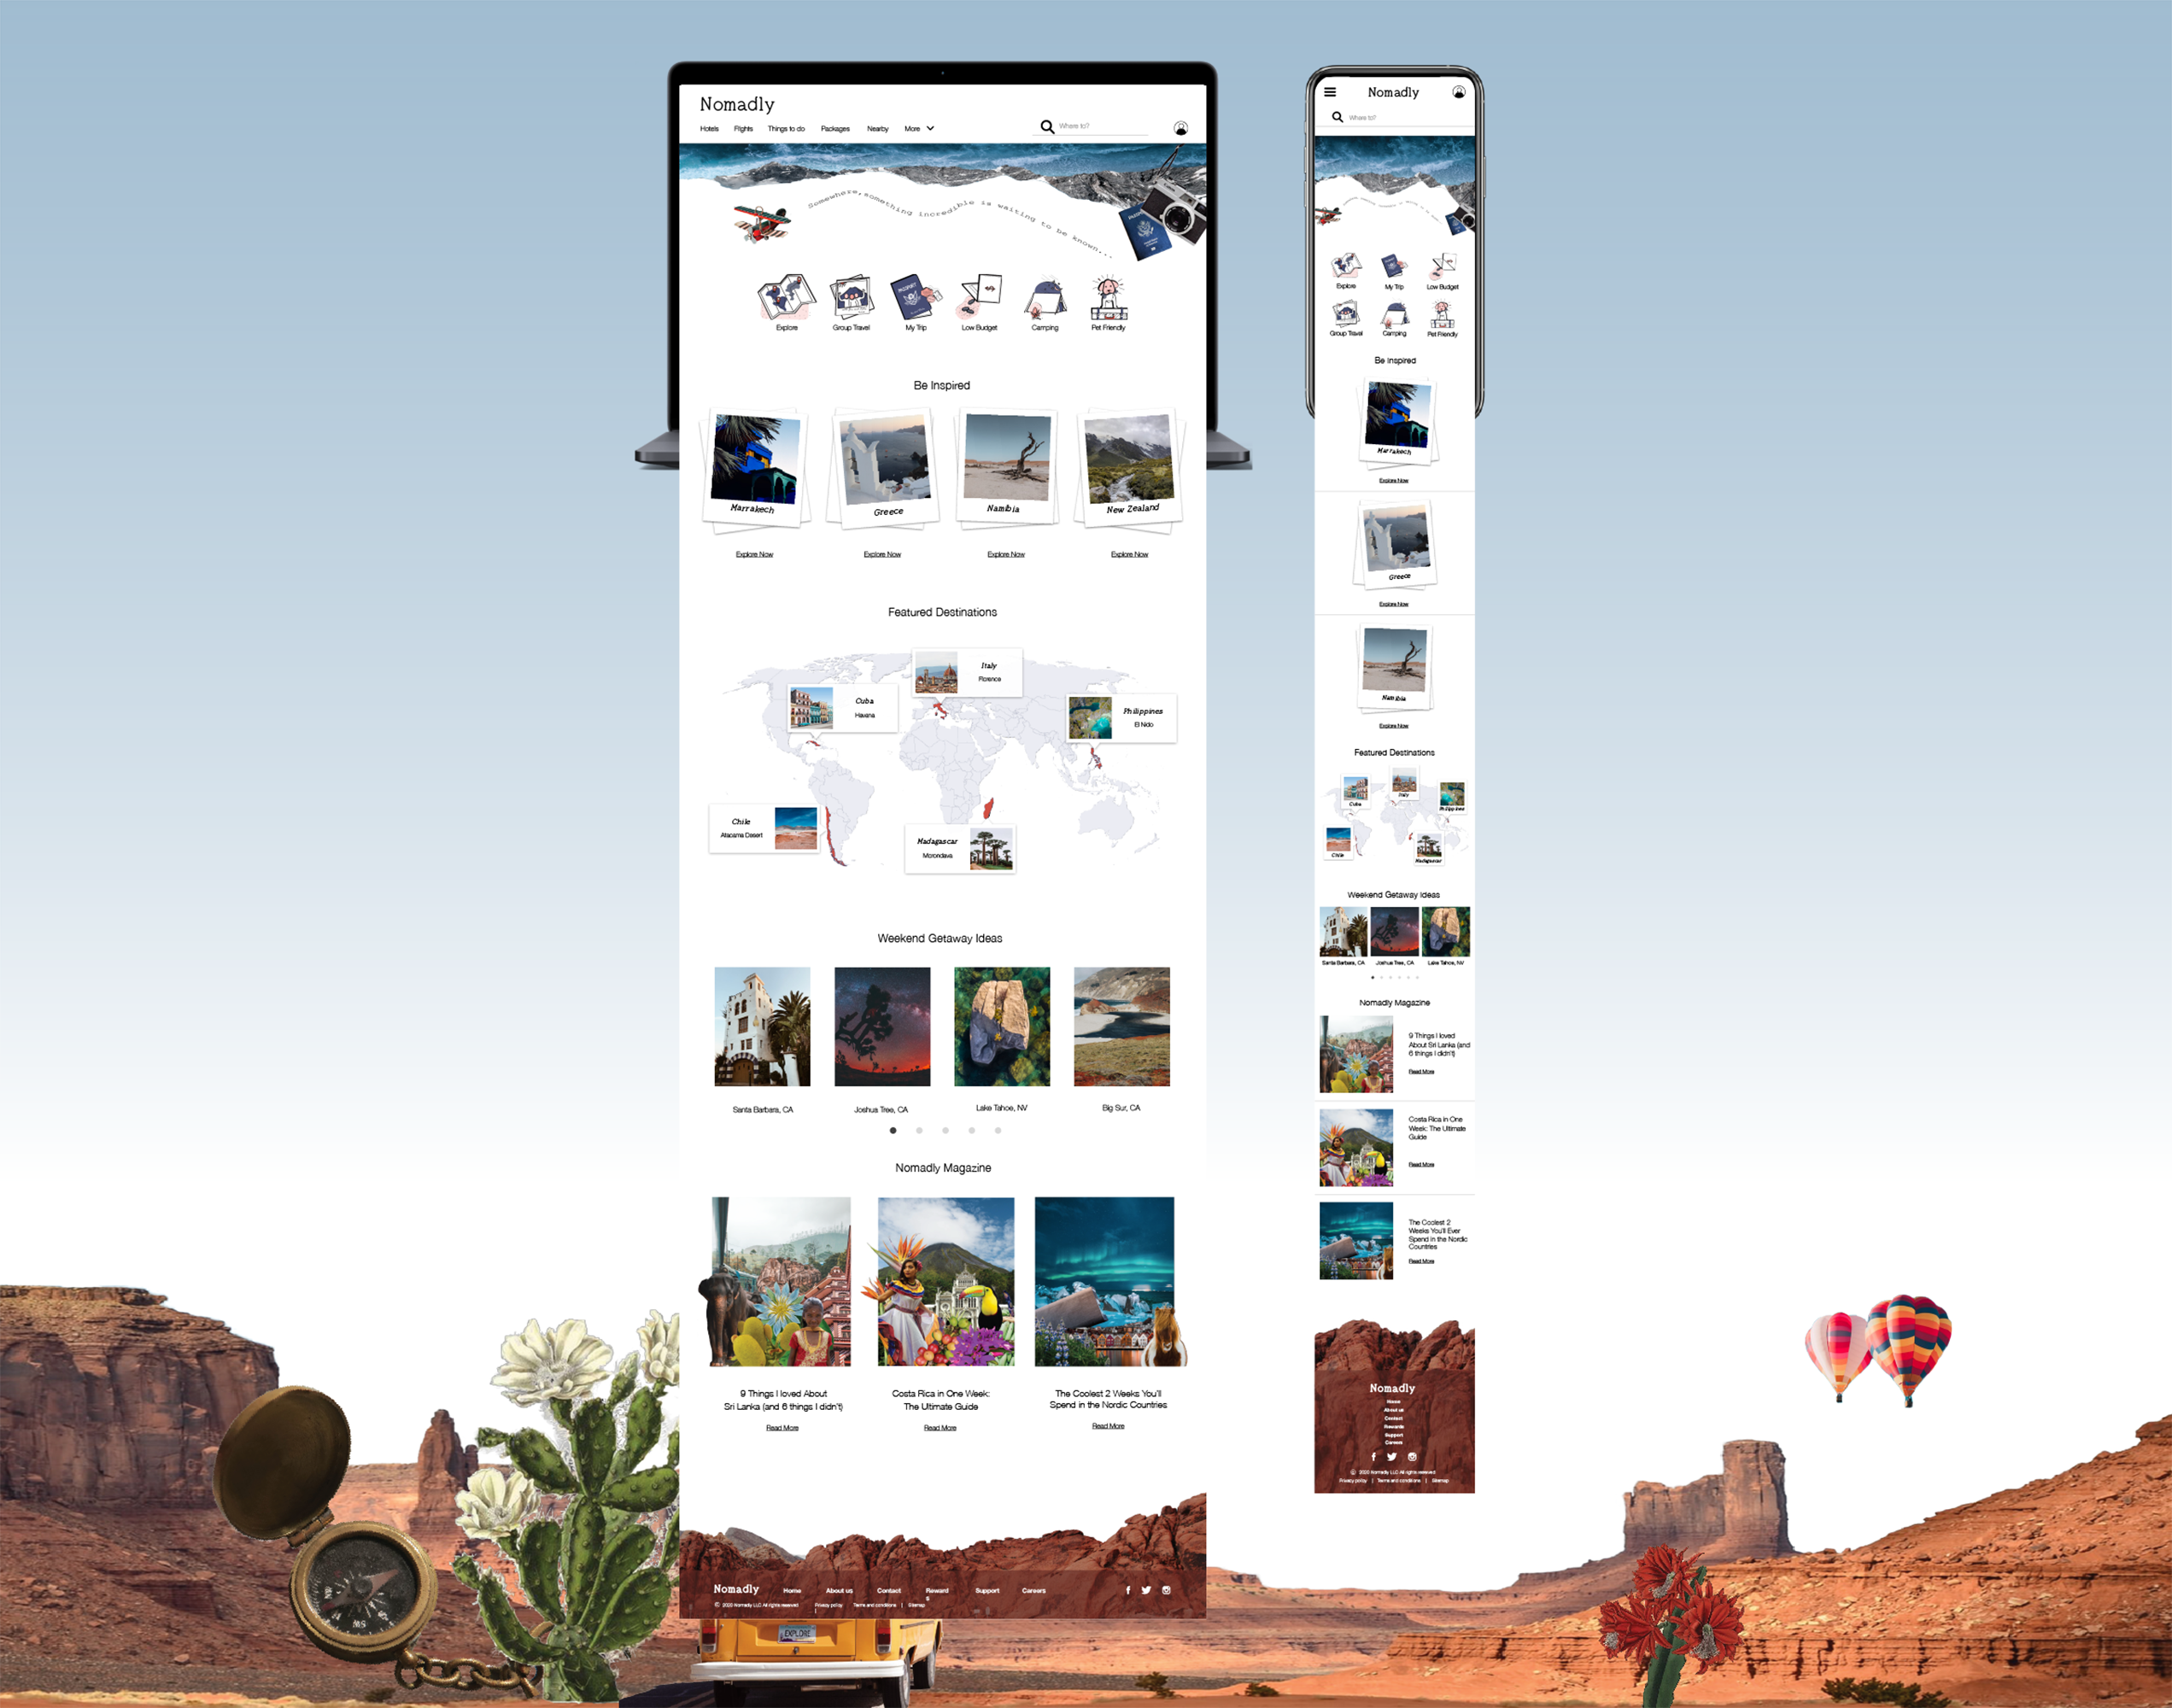 Nomadly
Hotels Flights Things to do Packages Nearby More
Where to?
Somewhere, something incredible is waiting to be known...
PASSPORT
Explore Group Travel My Trip Low Budget Camping Pet Friendly
Be Inspired
Marrakech Greece Namibia New Zealand
Explore Now Explore Now Explore Now Explore Now
Featured Destinations
Italy
Florence
Cuba
Havana
Philippines
El Nido
Chile
Atacama Desert
Madagascar
Morondava
Weekend Getaway Ideas
Santa Barbara, CA Joshua Tree, CA Lake Tahoe, NV Big Sur, CA
Nomadly Magazine
9 Things I loved About
Sri Lanka (and 6 things I didn't)
Read More
Costa Rica in One Week:
The Ultimate Guide
Read More
The Coolest 2 Weeks You'll
Spend in the Nordic Countries
Read More
Nomadly Home About us Contact Reward
s
Support Careers
© 2020 Nomadly LLC All rights reserved Privacy policy | Terms and conditions | Sitemap
EXPLORE
Nomadly
Where to?
Explore My Trip Low Budget
Group Travel Camping Pet Friendly
Be Inspired
Marrakech
Explore Now
Greece
Explore Now
Namibia
Explore Now
Featured Destinations
Italy
Cuba
Philippines
Chile
Madagascar
Weekend Getaway Ideas
Santa Barbara, CA Joshua Tree, CA Lake Tahoe, NV
Nomadly Magazine
9 Things I loved
About Sri Lanka (and
6 things I didn't)
Read More
Costa Rica in One
Week: The Ultimate
Guide
Read More
The Coolest 2
Weeks You'll Ever
Spend in the Nordic
Countries
Read More
Nomadly
Home
About us
Contact
Rewards
Support
Careers
© 2020 Nomadly LLC All rights reserved
Privacy policy | Terms and conditions | Sitemap